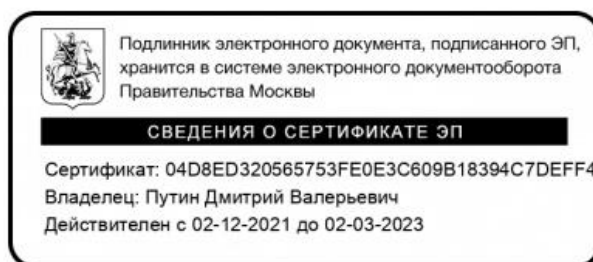 Подлинник электронного документа, подписанного ЭП,
хранится в системе электронного документооборота
Правительства Москвы
СВЕДЕНИЯ О СЕРТИФИКАТЕ ЭП
Сертификат: 04D8ED320565753FE0E3C609B18394C7DEFF4
Владелец: Путин Дмитрий Валерьевич
Действителен с 02-12-2021 до 02-03-2023